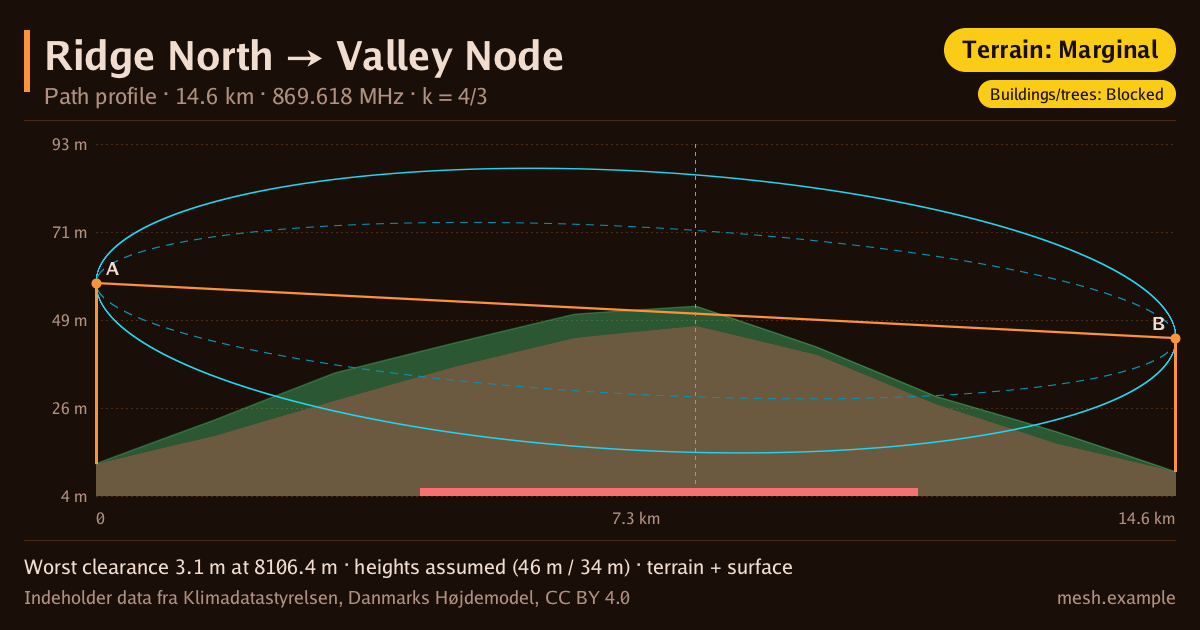 Ridge North → Valley Node
Terrain: Marginal
Path profile · 14.6 km · 869.618 MHz · k = 4/3
Buildings/trees: Blocked
93 m
71 m
49 m
26 m
4 m
A
B
0
7.3 km
14.6 km
Worst clearance 3.1 m at 8106.4 m · heights assumed (46 m / 34 m) · terrain + surface
Indeholder data fra Klimadatastyrelsen, Danmarks Højdemodel, CC BY 4.0
mesh.example